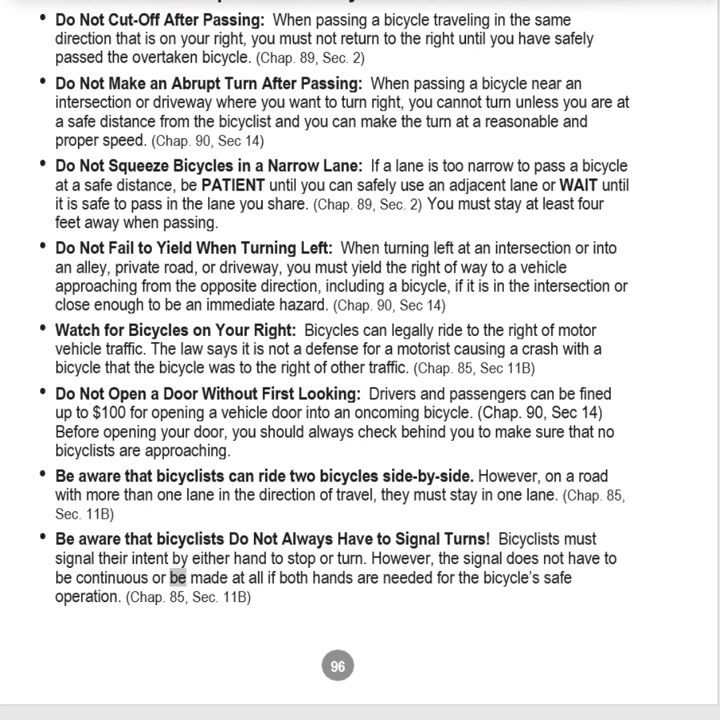 • Do Not Cut-Off After Passing: When passing a bicycle traveling in the same
direction that is on your right, you must not return to the right until you have safely
passed the overtaken bicycle. (Chap. 89, Sec. 2)
• Do Not Make an Abrupt Turn After Passing: When passing a bicycle near an
intersection or driveway where you want to turn right, you cannot turn unless you are at
a safe distance from the bicyclist and you can make the turn at a reasonable and
proper speed. (Chap. 90, Sec 14)
• Do Not Squeeze Bicycles in a Narrow Lane: If a lane is too narrow to pass a bicycle
at a safe distance, be PATIENT until you can safely use an adjacent lane or WAIT until
it is safe to pass in the lane you share. (Chap. 89, Sec. 2) You must stay at least four
feet away when passing.
• Do Not Fail to Yield When Turning Left: When turning left at an intersection or into
an alley, private road, or driveway, you must yield the right of way to a vehicle
approaching from the opposite direction, including a bicycle, if it is in the intersection or
close enough to be an immediate hazard. (Chap. 90, Sec 14)
• Watch for Bicycles on Your Right: Bicycles can legally ride to the right of motor
vehicle traffic. The law says it is not a defense for a motorist causing a crash with a
bicycle that the bicycle was to the right of other traffic. (Chap. 85, Sec 11B)
• Do Not Open a Door Without First Looking: Drivers and passengers can be fined
up to $100 for opening a vehicle door into an oncoming bicycle. (Chap. 90, Sec 14)
Before opening your door, you should always check behind you to make sure that no
bicyclists are approaching.
• Be aware that bicyclists can ride two bicycles side-by-side. However, on a road
with more than one lane in the direction of travel, they must stay in one lane. (Chap. 85,
Sec. 11B)
• Be aware that bicyclists Do Not Always Have to Signal Turns! Bicyclists must
signal their intent by either hand to stop or turn. However, the signal does not have to
be continuous or be made at all if both hands are needed for the bicycle's safe
operation. (Chap. 85, Sec. 11B)
96